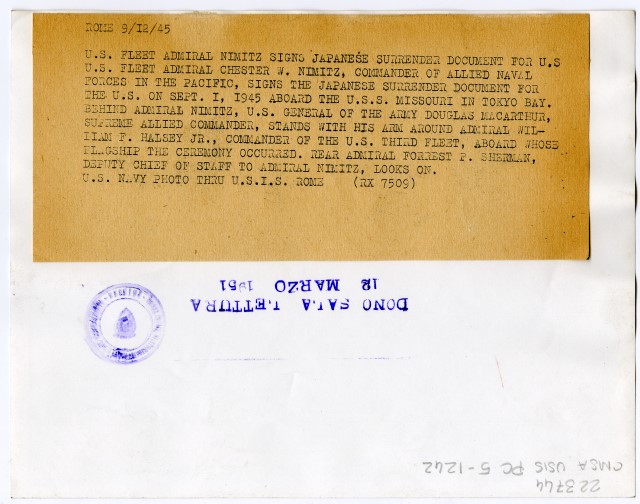 ROME 9/12/45
U.S. FLEET ADMIRAL NIMITZ SIGNS JAPANESE SURRENDER DOCUMENT FOR U.S
U.S. FLEET ADMIRAL CHESTER W. NIMITZ, COMMANDER OF ALLIED NAVAL
FORCES IN THE PACIFIC, SIGNS THE JAPANESE SURRENDER DOCUMENT FOR
THE U.S. ON SEPT. I, 1945 ABOARD THE U.S.S. MISSOURI IN TOKYO BAY.
BEHIND ADMIRAL NIMITZ, U.S. GENERAL OF THE ARMY DOUGLAS MACARTHUR,
SUPREME ALLIED COMMANDER, STANDS WITH HIS ARM AROUND ADMIRAL WIL-
LIAM F. HALSEY JR., COMMANDER OF THE U.S. THIRD FLEET, ABOARD WHOSE
FLAGSHIP THE CEREMONY OCCURRED. REAR ADMIRAL FORREST P. SHERMAN,
DEPUTY CHIEF OF STAFF TO ADMIRAL NIMITZ, LOOKS ON.
U.S. NAVY PHOTO THRU U.S.I.S. ROME (RX 7509)
DONO SALA LETTURA
12 MARZO 1951
223744
CMSA USIS PC 5-1242